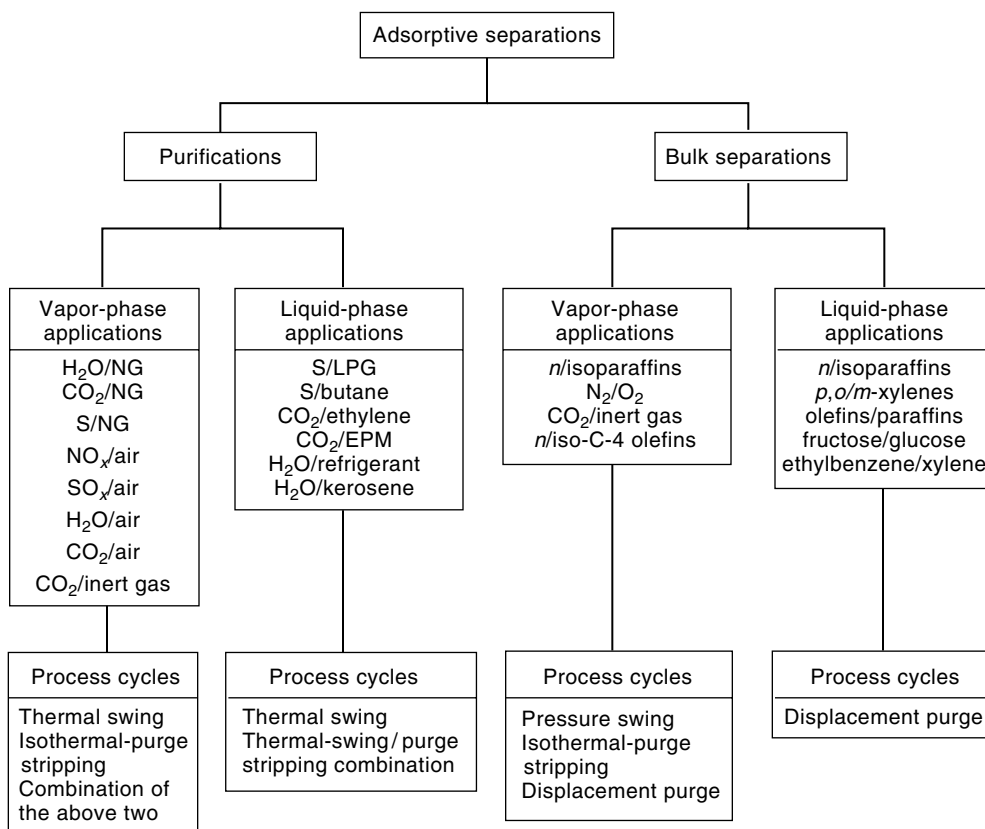 Adsorptive separations
Purifications
Bulk separations
Vapor-phase
applications
H₂O/NG
CO₂/NG
S/NG
NOₓ/air
SOₓ/air
H₂O/air
CO₂/air
CO₂/inert gas
Liquid-phase
applications
S/LPG
S/butane
CO₂/ethylene
CO₂/EPM
H₂O/refrigerant
H₂O/kerosene
Vapor-phase
applications
n/isoparaffins
N₂/O₂
CO₂/inert gas
n/iso-C-4 olefins
Liquid-phase
applications
n/isoparaffins
p,o/m-xylenes
olefins/paraffins
fructose/glucose
ethylbenzene/xylene
Process cycles
Thermal swing
Isothermal-purge
stripping
Combination of
the above two
Process cycles
Thermal swing
Thermal-swing/purge
stripping combination
Process cycles
Pressure swing
Isothermal-purge
stripping
Displacement purge
Process cycles
Displacement purge